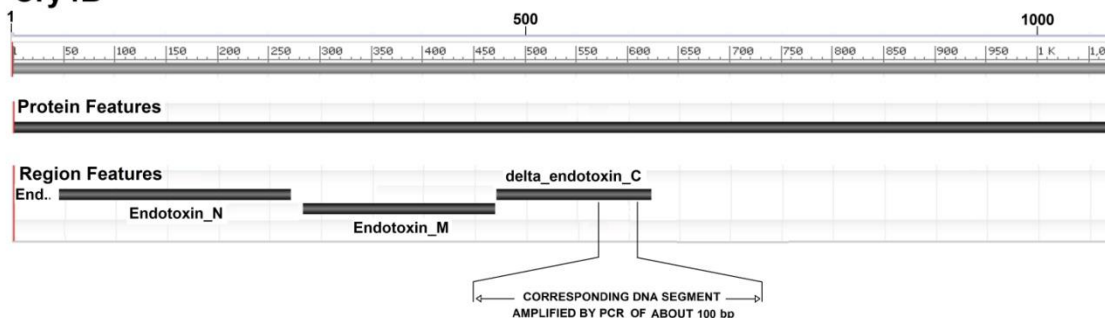 1 500 1000
1 50 100 150 200 250 300 350 400 450 500 550 600 650 700 750 800 850 900 950 1 K 1,0
Protein Features
Region Features
delta_endotoxin_C
End..
Endotoxin_N
Endotoxin_M
CORRESPONDING DNA SEGMENT
AMPLIFIED BY PCR OF ABOUT 100 bp